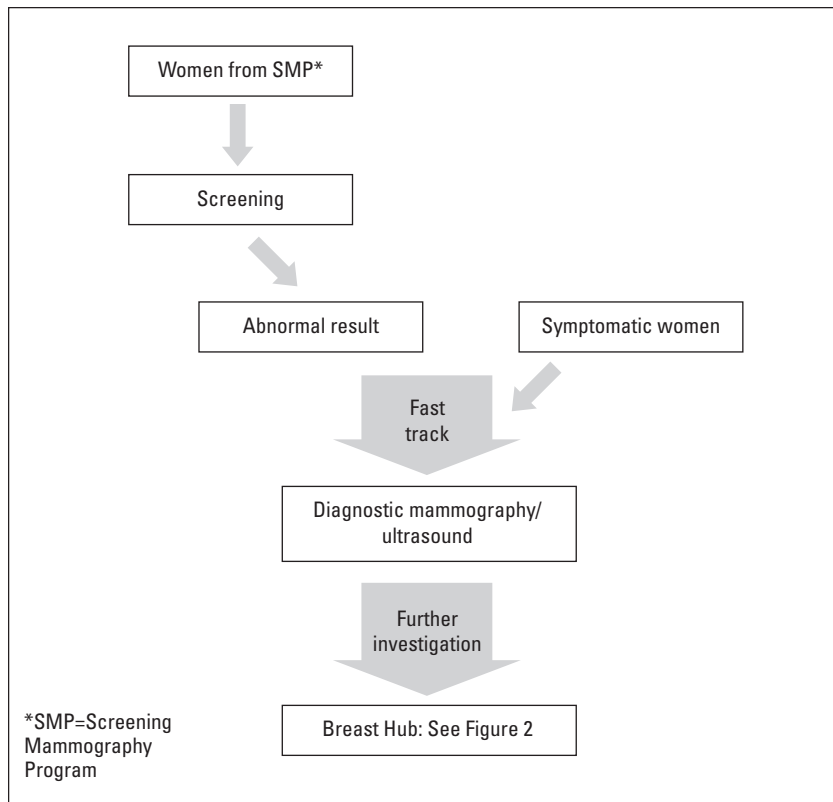 Women from SMP*
Screening
Abnormal result
Symptomatic women
Fast
track
Diagnostic mammography/
ultrasound
Further
investigation
Breast Hub: See Figure 2
*SMP=Screening
Mammography
Program